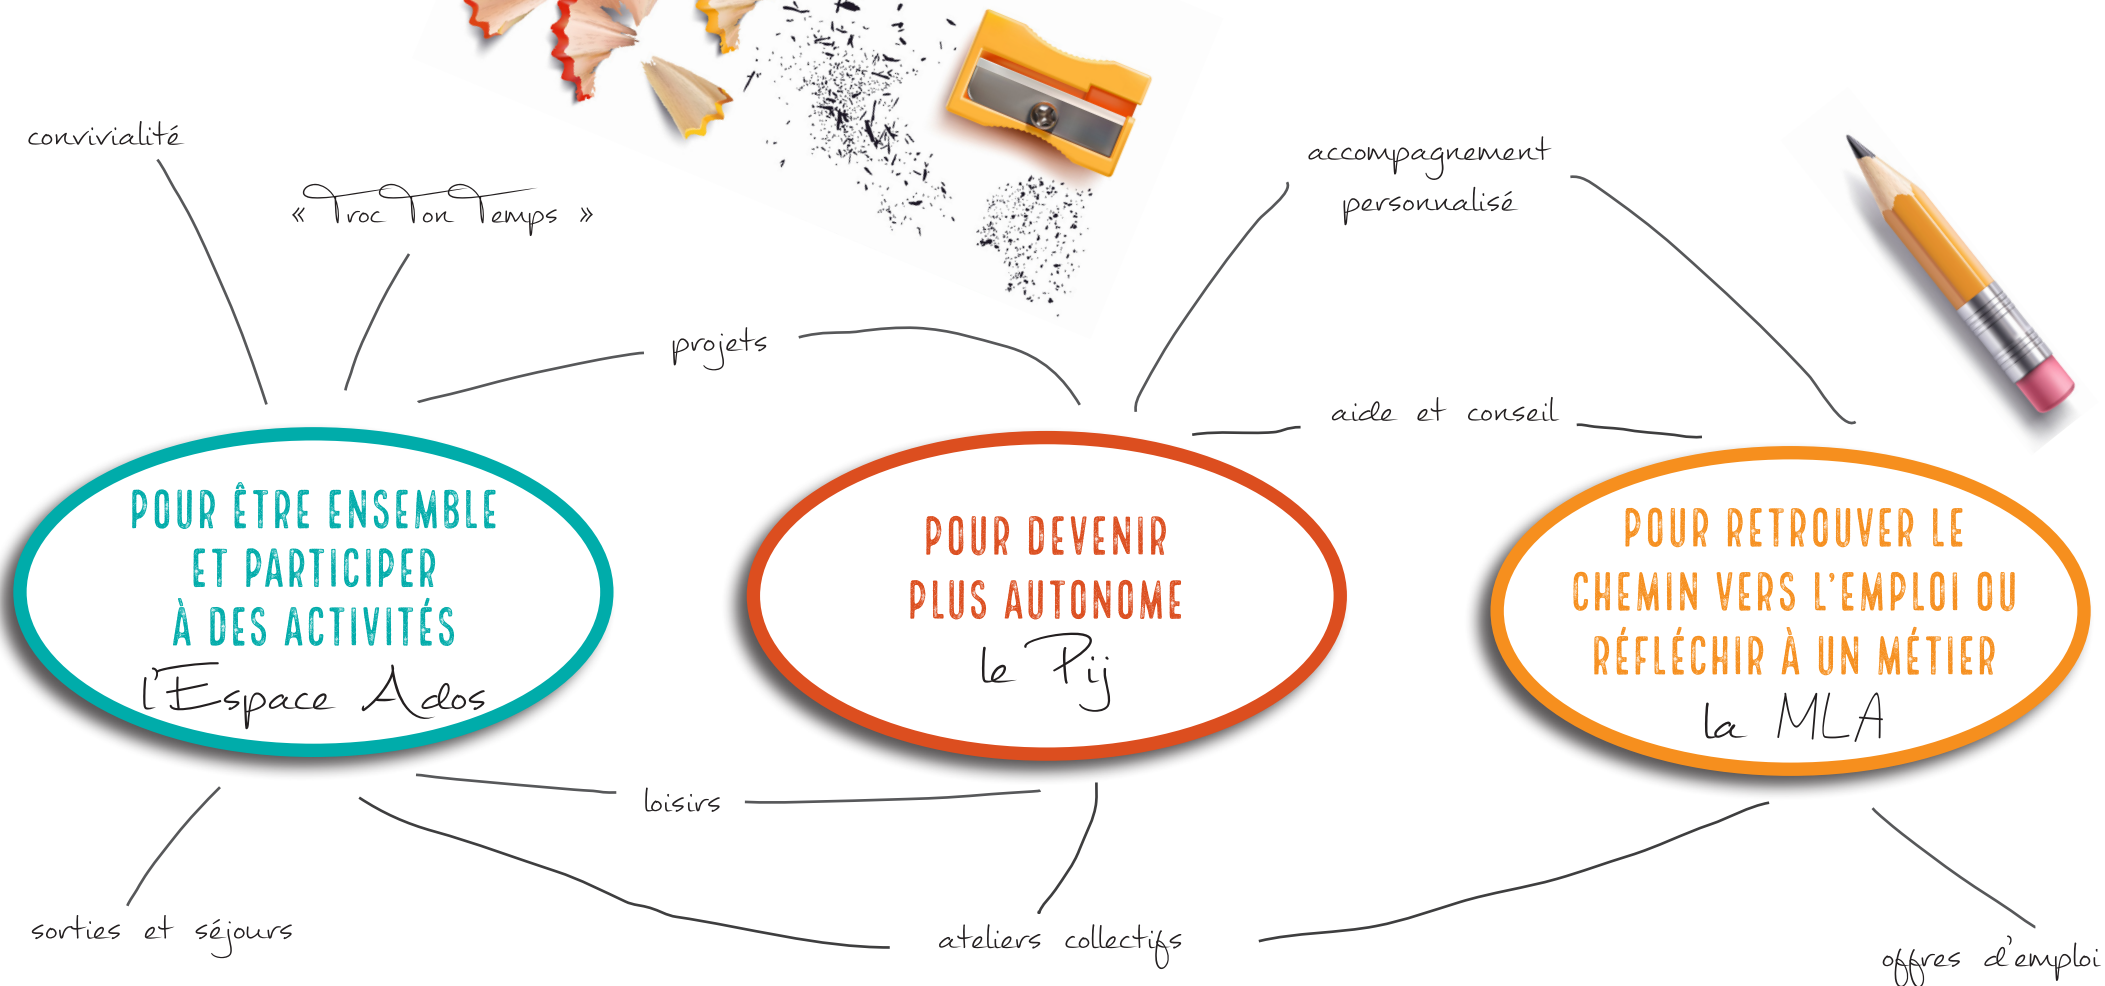 convivialité
« Troc Ton Temps »
accompagnement
personnalisé
projets
aide et conseil
POUR ÊTRE ENSEMBLE
ET PARTICIPER
À DES ACTIVITÉS
l'Espace Ados
POUR DEVENIR
PLUS AUTONOME
le Pij
POUR RETROUVER LE
CHEMIN VERS L'EMPLOI OU
RÉFLÉCHIR À UN MÉTIER
la MLA
loisirs
sorties et séjours
ateliers collectifs
offres d'emploi